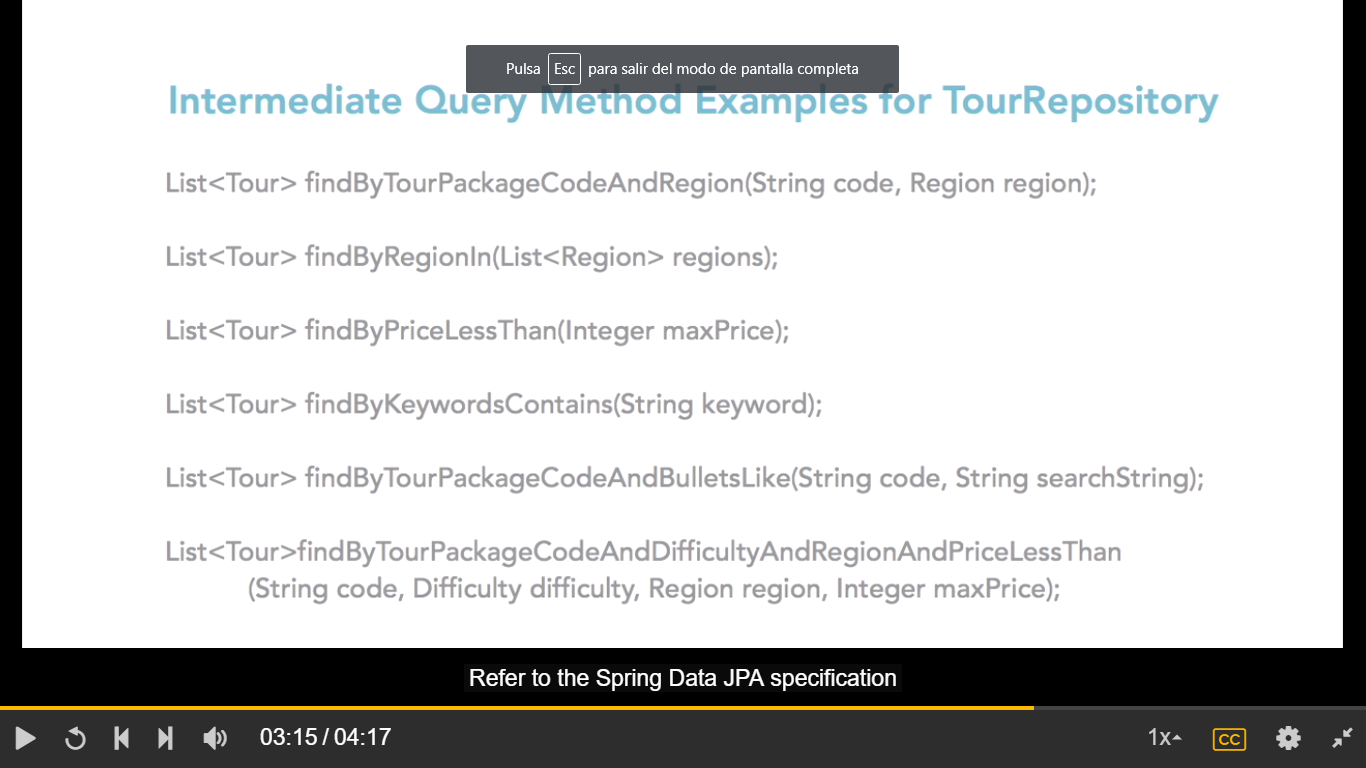 Pulsa Esc para salir del modo de pantalla completa
Intermediate Query Method Examples for TourRepository
List<Tour> findByTourPackageCodeAndRegion(String code, Region region);
List<Tour> findByRegionIn(List<Region> regions);
List<Tour> findByPriceLessThan(Integer maxPrice);
List<Tour> findByKeywordsContains(String keyword);
List<Tour> findByTourPackageCodeAndBulletsLike(String code, String searchString);
List<Tour>findByTourPackageCodeAndDifficultyAndRegionAndPriceLessThan
(String code, Difficulty difficulty, Region region, Integer maxPrice);
Refer to the Spring Data JPA specification
03:15 / 04:17 1x CC